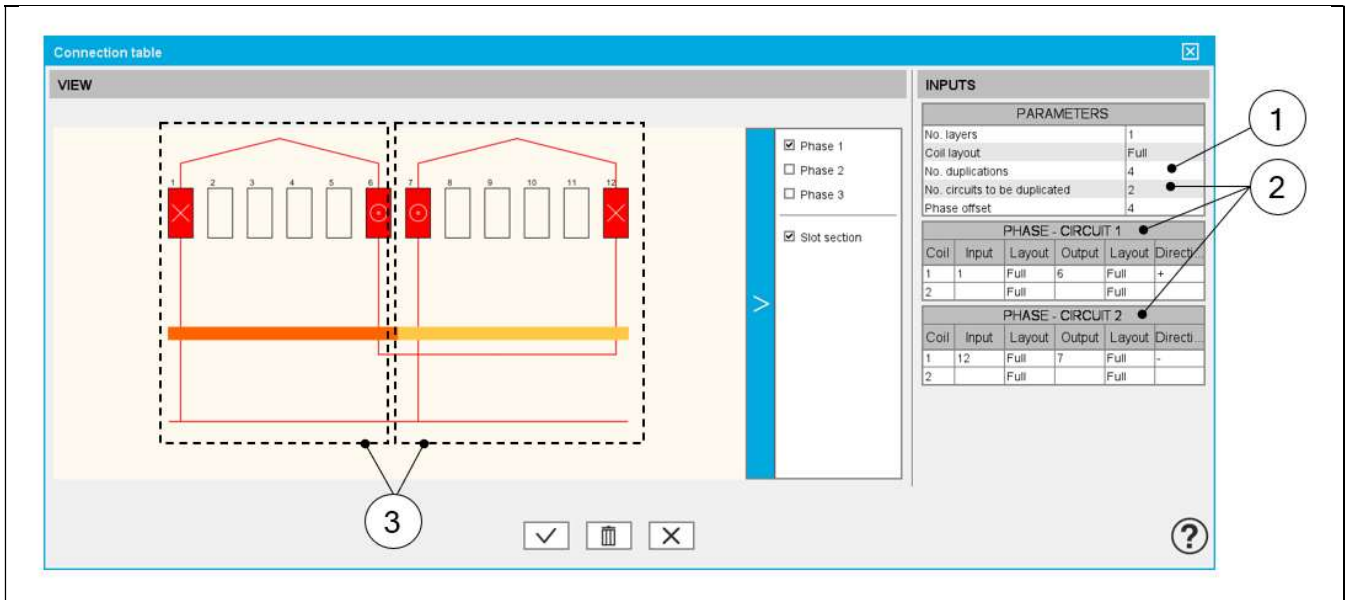 Connection table
VIEW
INPUTS
1 2 3 4 5 6 7 8 9 10 11 12
Phase 1
Phase 2
Phase 3
Slot section
>
PARAMETERS
No. layers 1
Coil layout Full
No. duplications 4
No. circuits to be duplicated 2
Phase offset 4
PHASE - CIRCUIT 1
Coil Input Layout Output Layout Directi...
1 1 Full 6 Full +
2 Full Full
PHASE - CIRCUIT 2
Coil Input Layout Output Layout Directi...
1 12 Full 7 Full -
2 Full Full
1
2
3
?